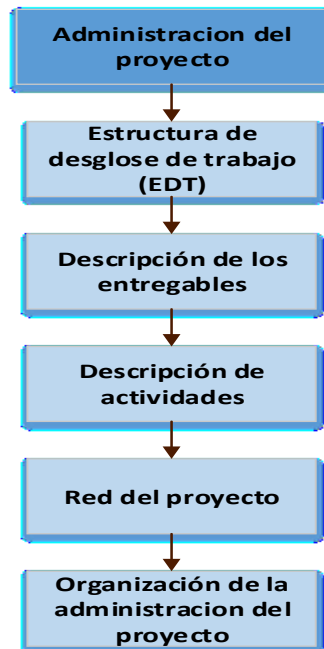 Administracion del
proyecto
Estructura de
desglose de trabajo
(EDT)
Descripción de los
entregables
Descripción de
actividades
Red del proyecto
Organización de la
administracion del
proyecto